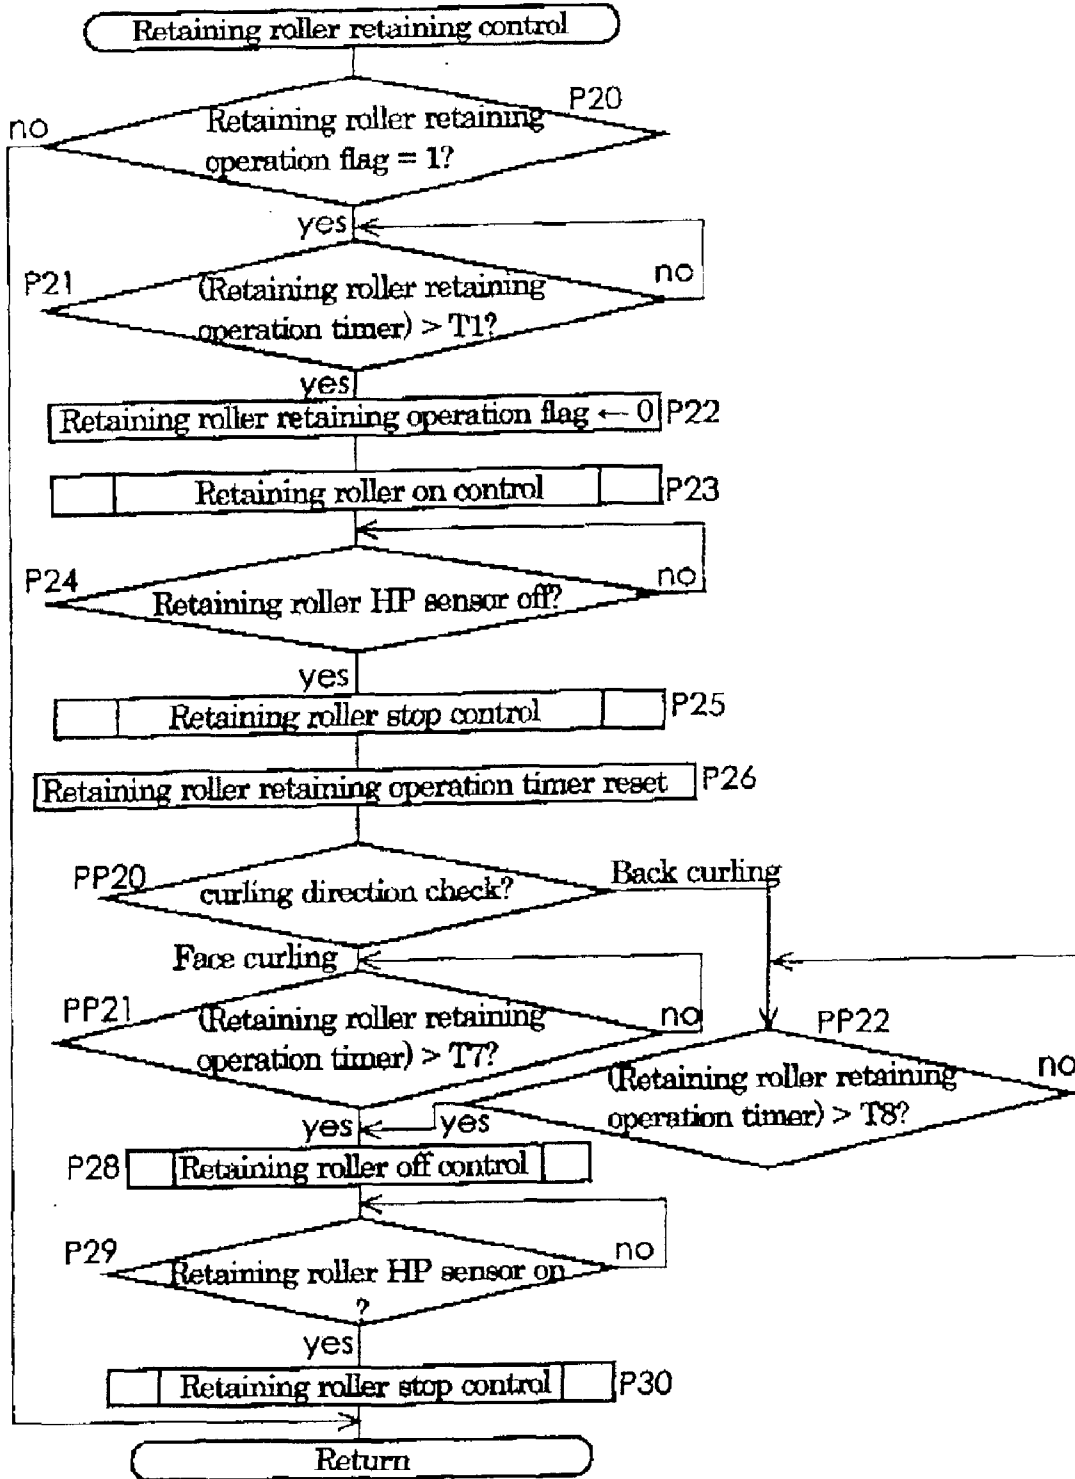 Retaining roller retaining control
P20
no
Retaining roller retaining
operation flag = 1?
yes
P21
no
(Retaining roller retaining
operation timer) > T1?
yes
Retaining roller retaining operation flag ← 0
P22
Retaining roller on control
P23
P24
no
Retaining roller HP sensor off?
yes
Retaining roller stop control
P25
Retaining roller retaining operation timer reset
P26
PP20
curling direction check?
Back curling
Face curling
PP21
no
(Retaining roller retaining
operation timer) > T7?
PP22
no
(Retaining roller retaining
operation timer) > T8?
yes
yes
P28
Retaining roller off control
P29
no
Retaining roller HP sensor on
?
yes
Retaining roller stop control
P30
Return